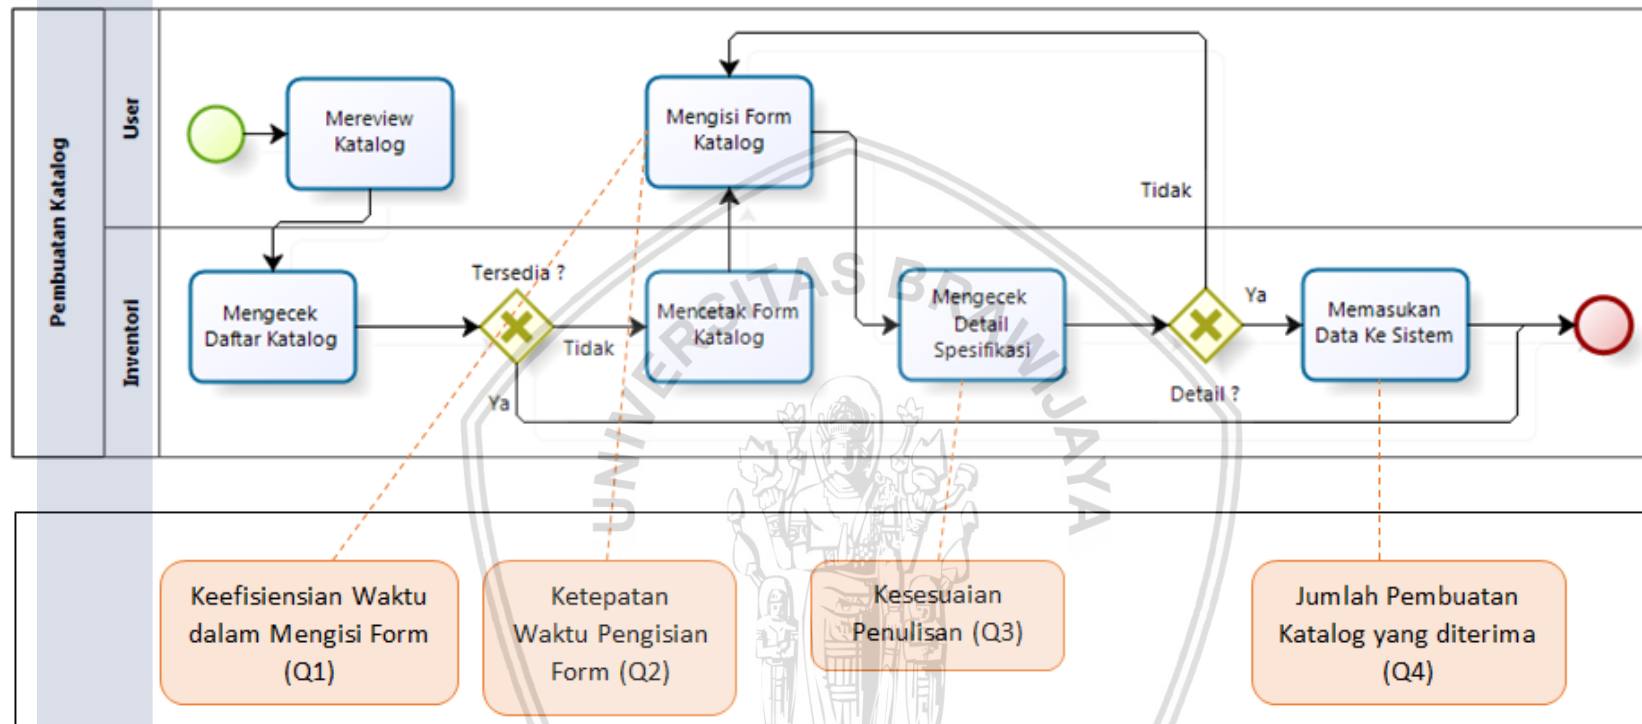 Pembuatan Katalog
User
Mereview
Katalog
Mengisi Form
Katalog
Tidak
Inventori
Mengecek
Daftar Katalog
Tersedia ?
Tidak
Ya
Mencetak Form
Katalog
Mengecek
Detail
Spesifikasi
Detail ?
Ya
Memasukan
Data Ke Sistem
UNIVERSITAS BRAWIJAYA
Keefisiensian Waktu
dalam Mengisi Form
(Q1)
Ketepatan
Waktu Pengisian
Form (Q2)
Kesesuaian
Penulisan (Q3)
Jumlah Pembuatan
Katalog yang diterima
(Q4)